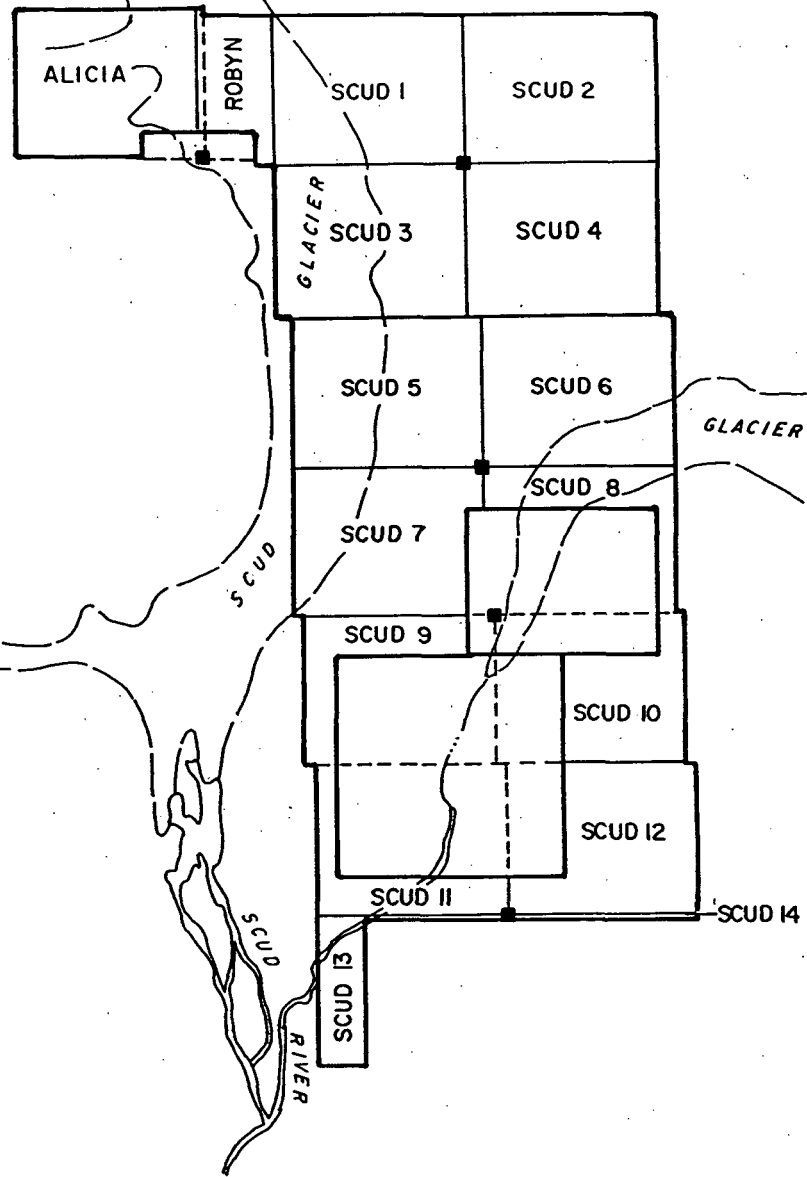 ALICIA
ROBYN
SCUD 1
SCUD 2
GLACIER
SCUD 3
SCUD 4
SCUD 5
SCUD 6
GLACIER
SCUD 8
SCUD 7
SCUD
SCUD 9
SCUD 10
SCUD 12
SCUD 11
SCUD 14
SCUD
SCUD 13
RIVER